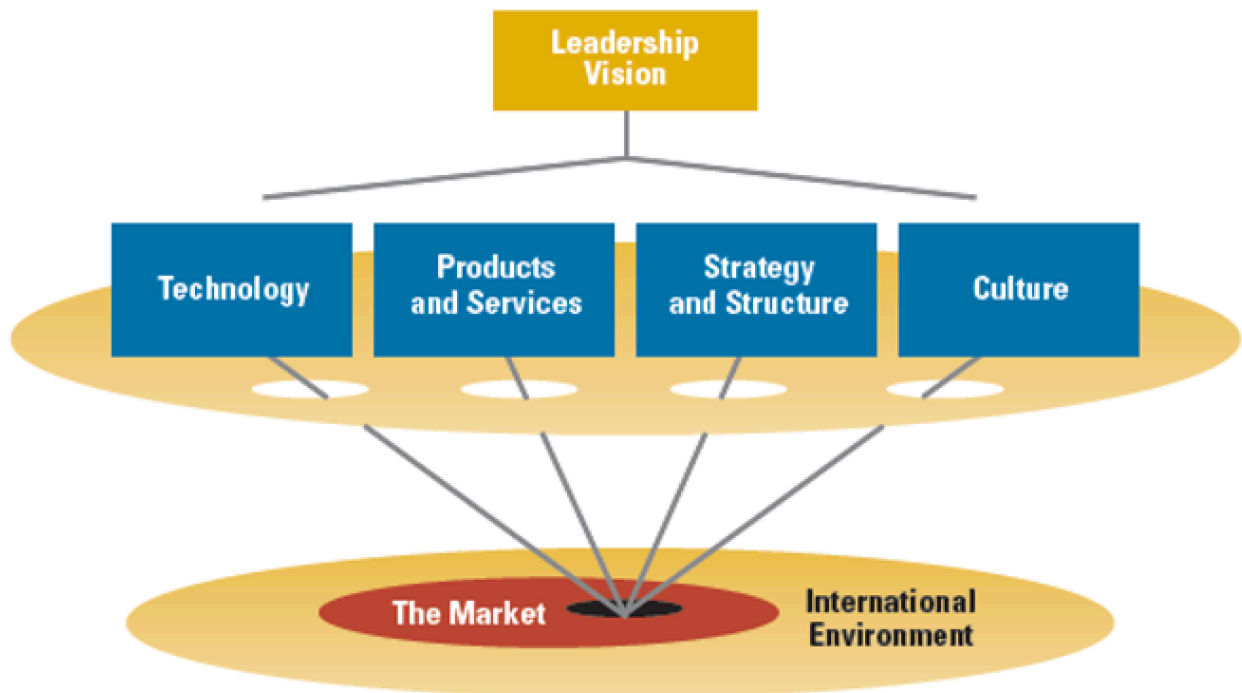 Leadership
Vision
Technology
Products
and Services
Strategy
and Structure
Culture
The Market
International
Environment